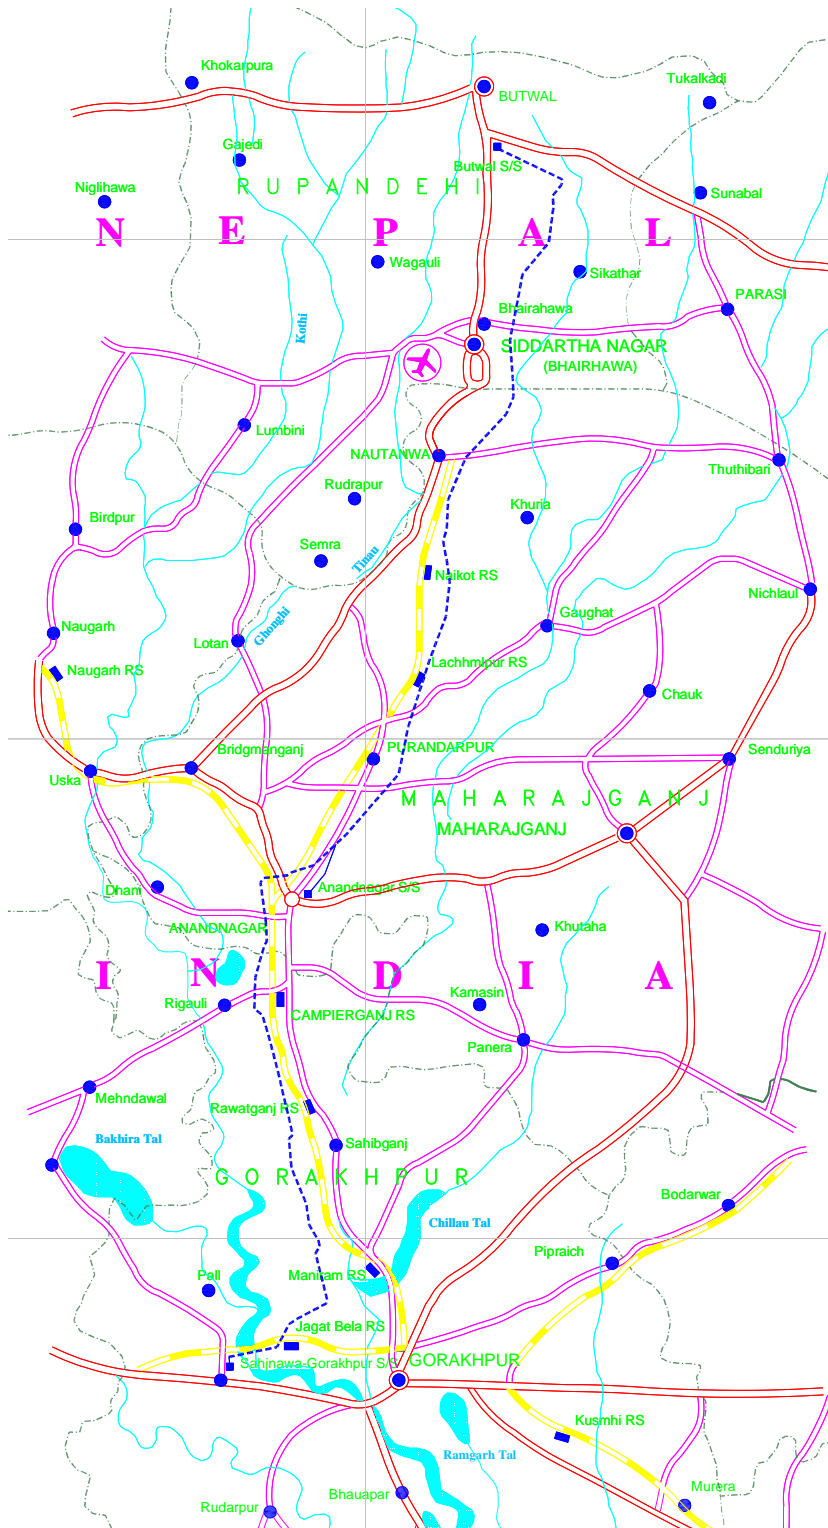 Khokarpura
BUTWAL
Tukalkadi
Gajedi
Butwal S/S
RUPANDEHI
Niglihawa
Sunabal
N E P A L
Wagauli
Sikathar
PARASI
Kothi
Bhairahawa
SIDDARTHA NAGAR
(BHAIRHAWA)
Lumbini
NAUTANWA
Thuthibari
Rudrapur
Khuria
Birdpur
Semra
Tinau
Naikot RS
Nichlaul
Ghonghi
Gaughat
Naugarh
Lotan
Naugarh RS
Lachhmipur RS
Chauk
Bridgmanganj
PURANDARPUR
Senduriya
Uska
MAHARAJGANJ
MAHARAJGANJ
Dhani
Anandnagar S/S
ANANDNAGAR
Khutaha
I N D I A
Rigauli
Kamasin
CAMPIERGANJ RS
Panera
Mehndawal
Rawatganj RS
Bakhira Tal
Sahibganj
GORAKHPUR
Bodarwar
Chillau Tal
Pipraich
Pall
Maniram RS
Jagat Bela RS
Sahjnawa-Gorakhpur S/S
GORAKHPUR
Kusmhi RS
Ramgarh Tal
Murera
Bhauapar
Rudarpur